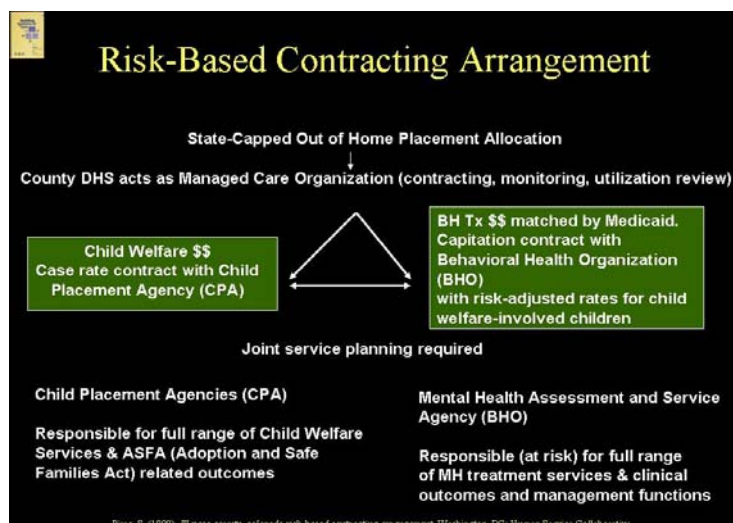 Risk-Based Contracting Arrangement
State-Capped Out of Home Placement Allocation
County DHS acts as Managed Care Organization (contracting, monitoring, utilization review)
Child Welfare $$
Case rate contract with Child
Placement Agency (CPA)
BH Tx $$ matched by Medicaid.
Capitation contract with
Behavioral Health Organization
(BHO)
with risk-adjusted rates for child
welfare-involved children
Joint service planning required
Child Placement Agencies (CPA)
Responsible for full range of Child Welfare
Services & ASFA (Adoption and Safe
Families Act) related outcomes
Mental Health Assessment and Service
Agency (BHO)
Responsible (at risk) for full range
of MH treatment services & clinical
outcomes and management functions